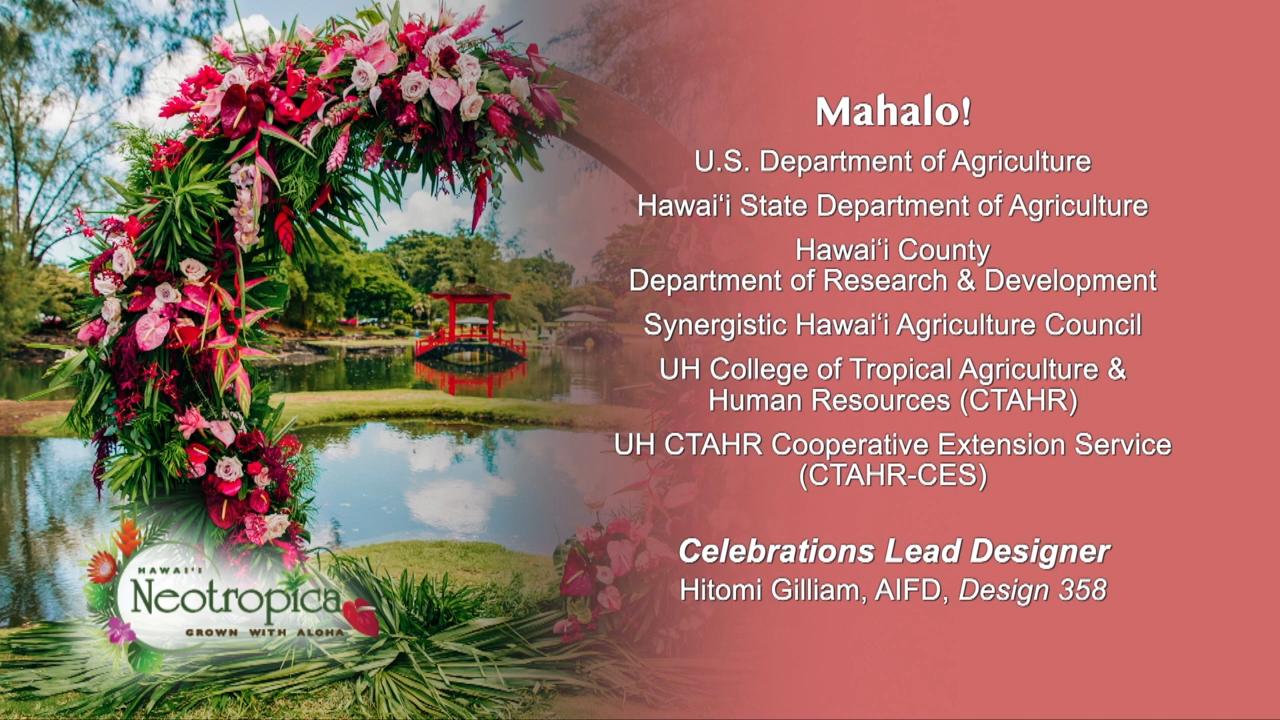 Mahalo!
U.S. Department of Agriculture
Hawaiʻi State Department of Agriculture
Hawaiʻi County
Department of Research & Development
Synergistic Hawaiʻi Agriculture Council
UH College of Tropical Agriculture &
Human Resources (CTAHR)
UH CTAHR Cooperative Extension Service
(CTAHR-CES)
Celebrations Lead Designer
Hitomi Gilliam, AIFD, Design 358
HAWAI'I
Neotropica
GROWN WITH ALOHA